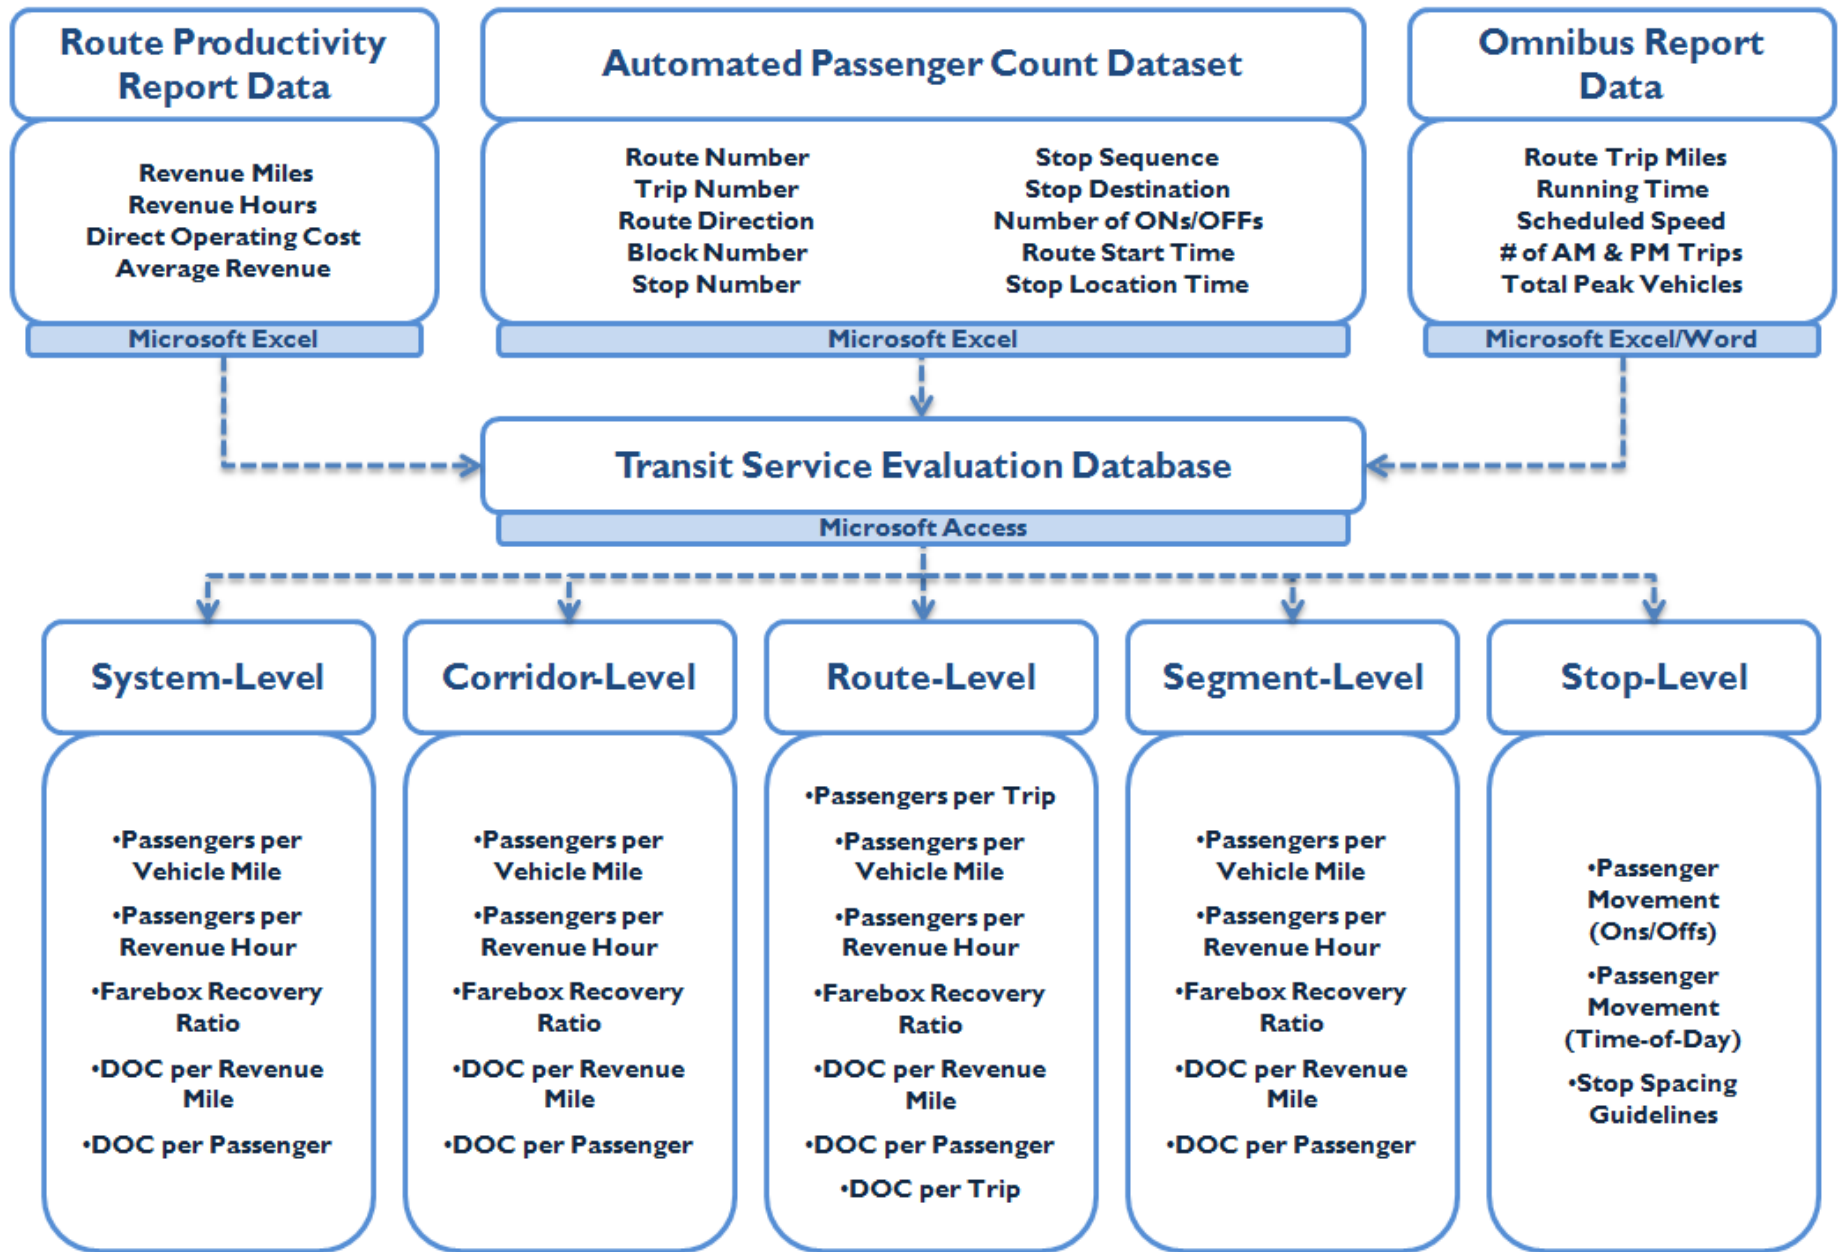 Route Productivity
Report Data
Revenue Miles
Revenue Hours
Direct Operating Cost
Average Revenue
Microsoft Excel
Automated Passenger Count Dataset
Route Number
Trip Number
Route Direction
Block Number
Stop Number
Stop Sequence
Stop Destination
Number of ONs/OFFs
Route Start Time
Stop Location Time
Microsoft Excel
Omnibus Report
Data
Route Trip Miles
Running Time
Scheduled Speed
# of AM & PM Trips
Total Peak Vehicles
Microsoft Excel/Word
Transit Service Evaluation Database
Microsoft Access
System-Level
•Passengers per
Vehicle Mile
•Passengers per
Revenue Hour
•Farebox Recovery
Ratio
•DOC per Revenue
Mile
•DOC per Passenger
Corridor-Level
•Passengers per
Vehicle Mile
•Passengers per
Revenue Hour
•Farebox Recovery
Ratio
•DOC per Revenue
Mile
•DOC per Passenger
Route-Level
•Passengers per Trip
•Passengers per
Vehicle Mile
•Passengers per
Revenue Hour
•Farebox Recovery
Ratio
•DOC per Revenue
Mile
•DOC per Passenger
•DOC per Trip
Segment-Level
•Passengers per
Vehicle Mile
•Passengers per
Revenue Hour
•Farebox Recovery
Ratio
•DOC per Revenue
Mile
•DOC per Passenger
Stop-Level
•Passenger
Movement
(Ons/Offs)
•Passenger
Movement
(Time-of-Day)
•Stop Spacing
Guidelines